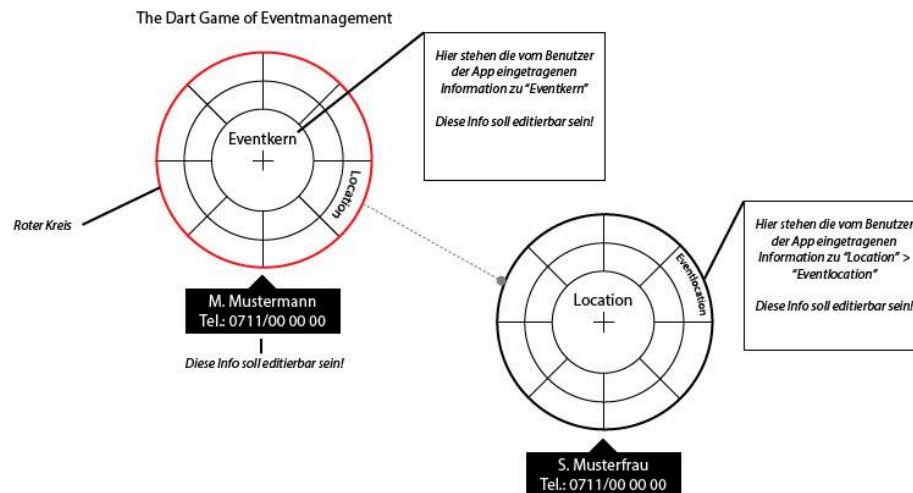 The Dart Game of Eventmanagement
Hier stehen die vom Benutzer
der App eingetragenen
Information zu "Eventkern"
Diese Info soll editierbar sein!
Eventkern
Location
Roter Kreis
M. Mustermann
Tel.: 0711/00 00 00
Diese Info soll editierbar sein!
Hier stehen die vom Benutzer
der App eingetragenen
Information zu "Location" >
"Eventlocation"
Diese Info soll editierbar sein!
Eventlocation
Location
S. Musterfrau
Tel.: 0711/00 00 00